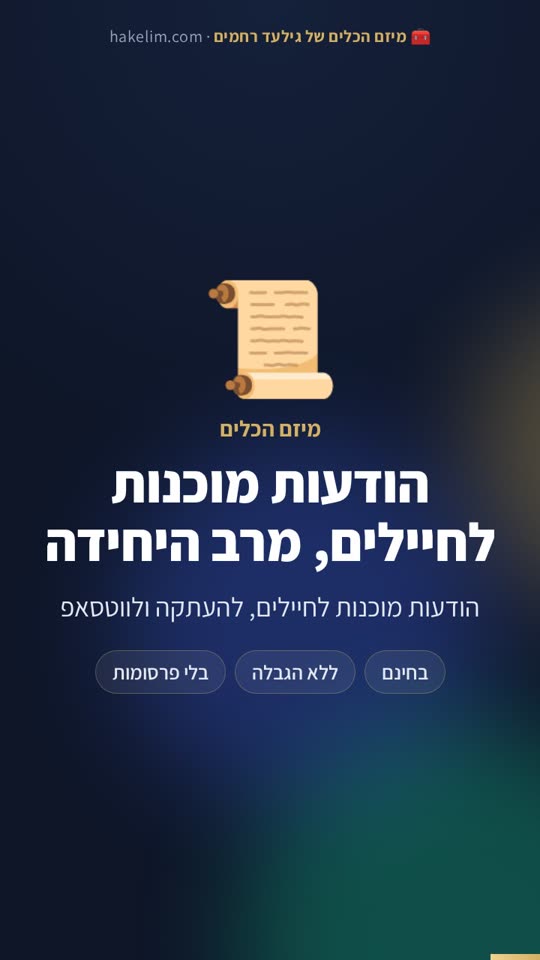 🧰 מיזם הכלים של גילעד רחמים · hakelim.com
מיזם הכלים
הודעות מוכנות
לחיילים, מרב היחידה
הודעות מוכנות לחיילים, להעתקה ולווטסאפ
בחינם
ללא הגבלה
בלי פרסומות